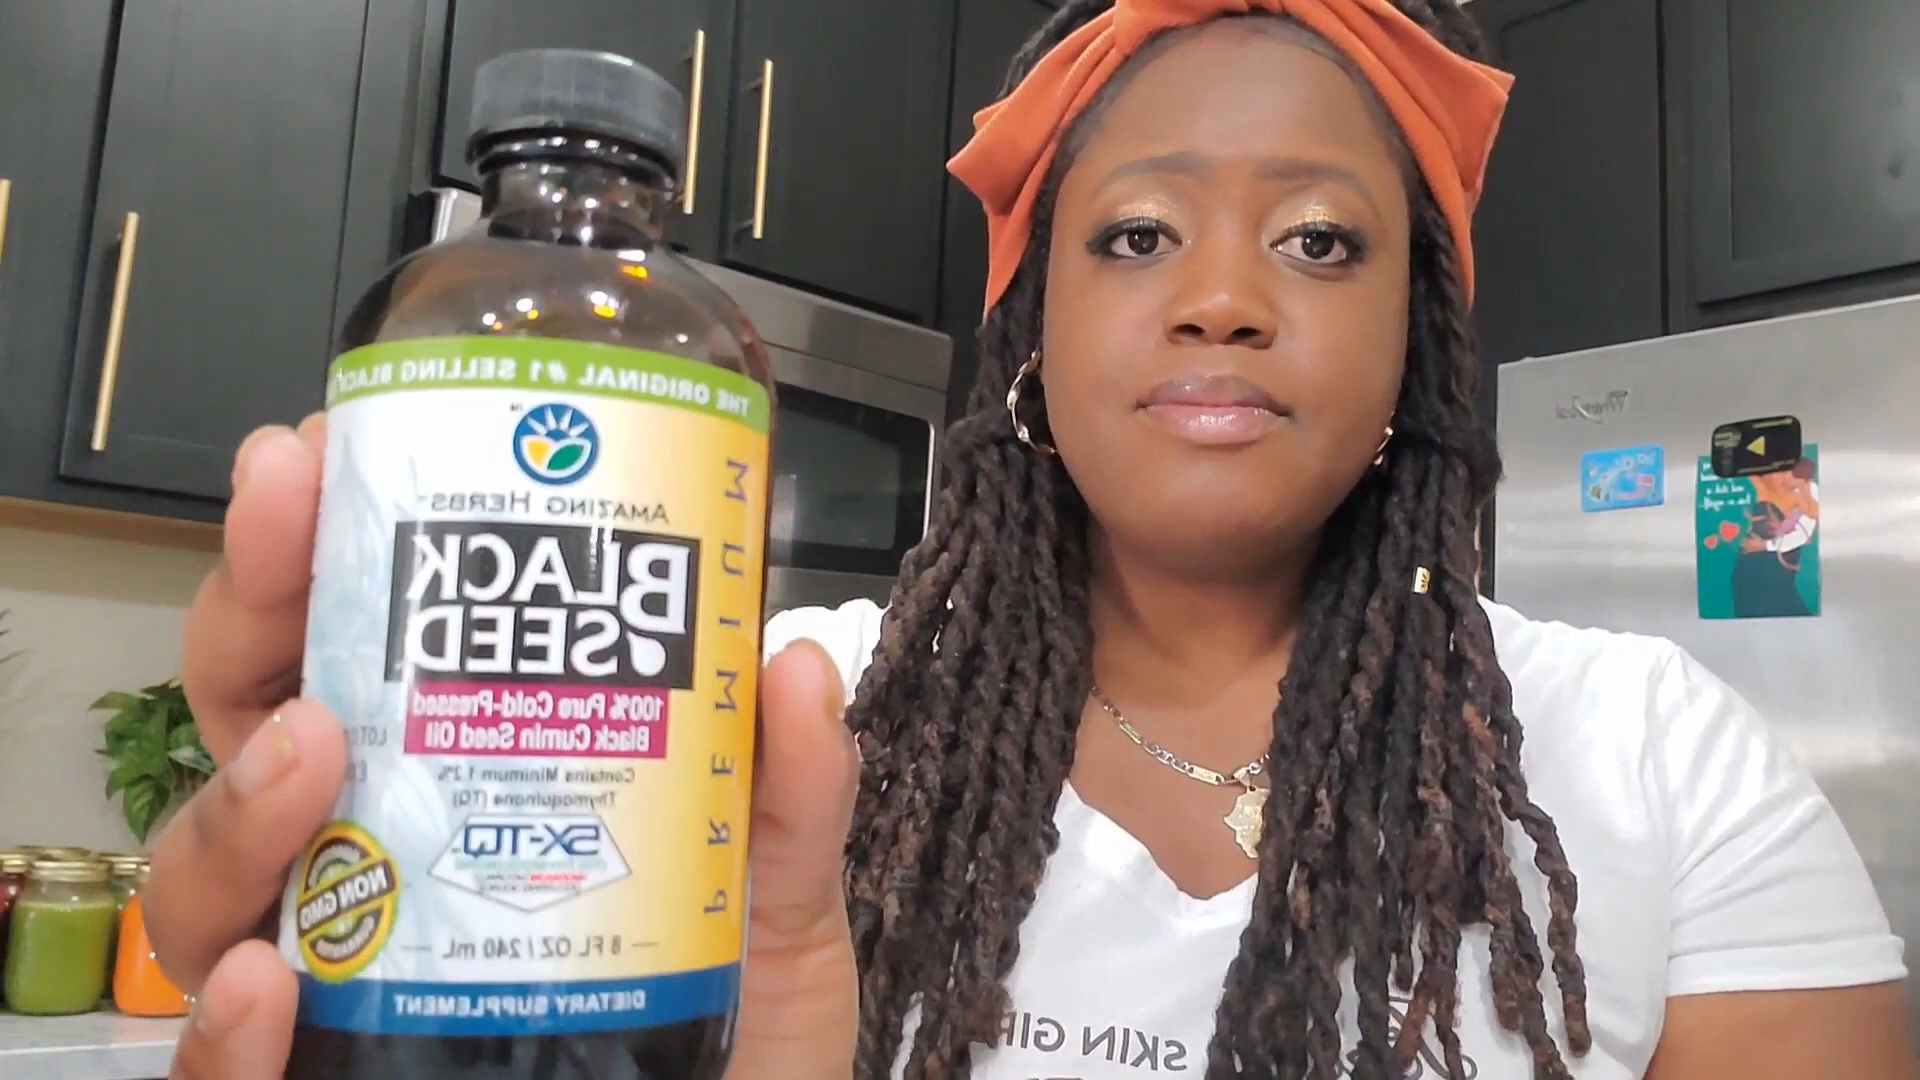 THE ORIGINAL #1 SELLING BLACK
AMAZING HERBS
PREMIUM
BLACK
SEED
100% Pure Cold-Pressed
Black Cumin Seed Oil
Contains Minimum 1.2%
Thymoquinone (TQ)
5X-TQ
NON GMO
8 FL OZ / 240 mL
DIETARY SUPPLEMENT
Whirlpool
SKIN